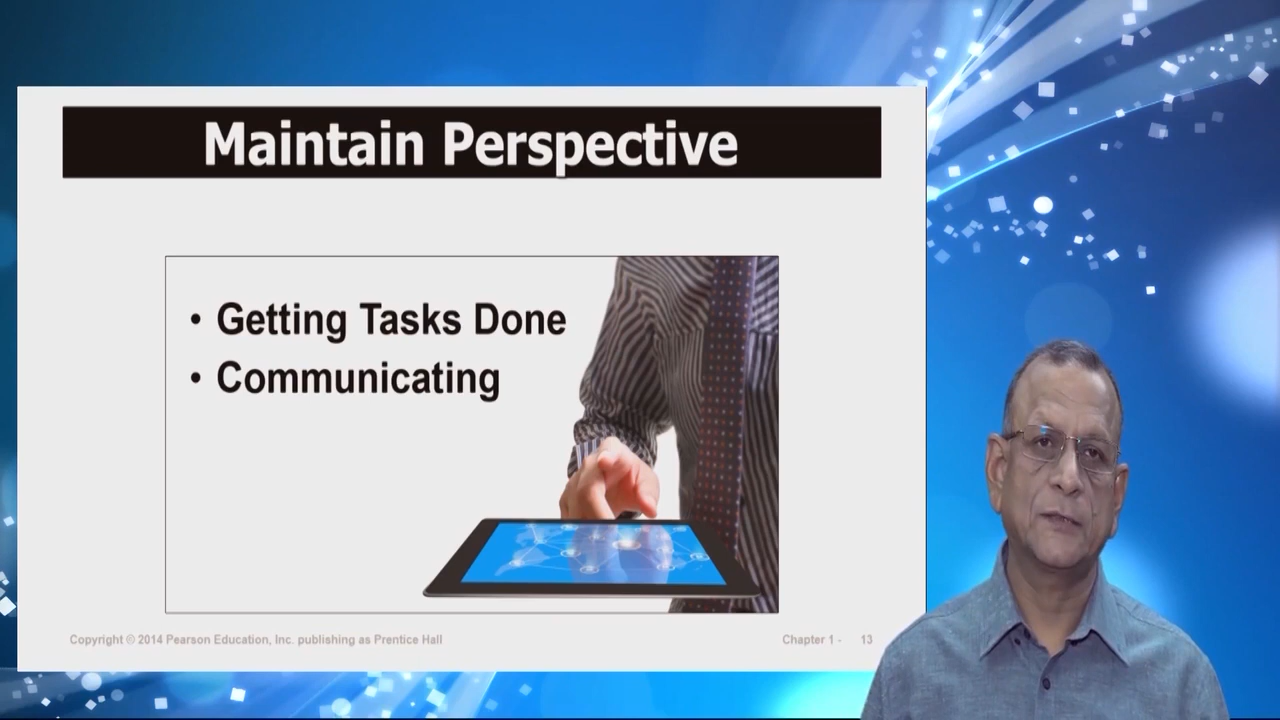 Maintain Perspective
• Getting Tasks Done
• Communicating
Copyright © 2014 Pearson Education, Inc. publishing as Prentice Hall Chapter 1 - 13